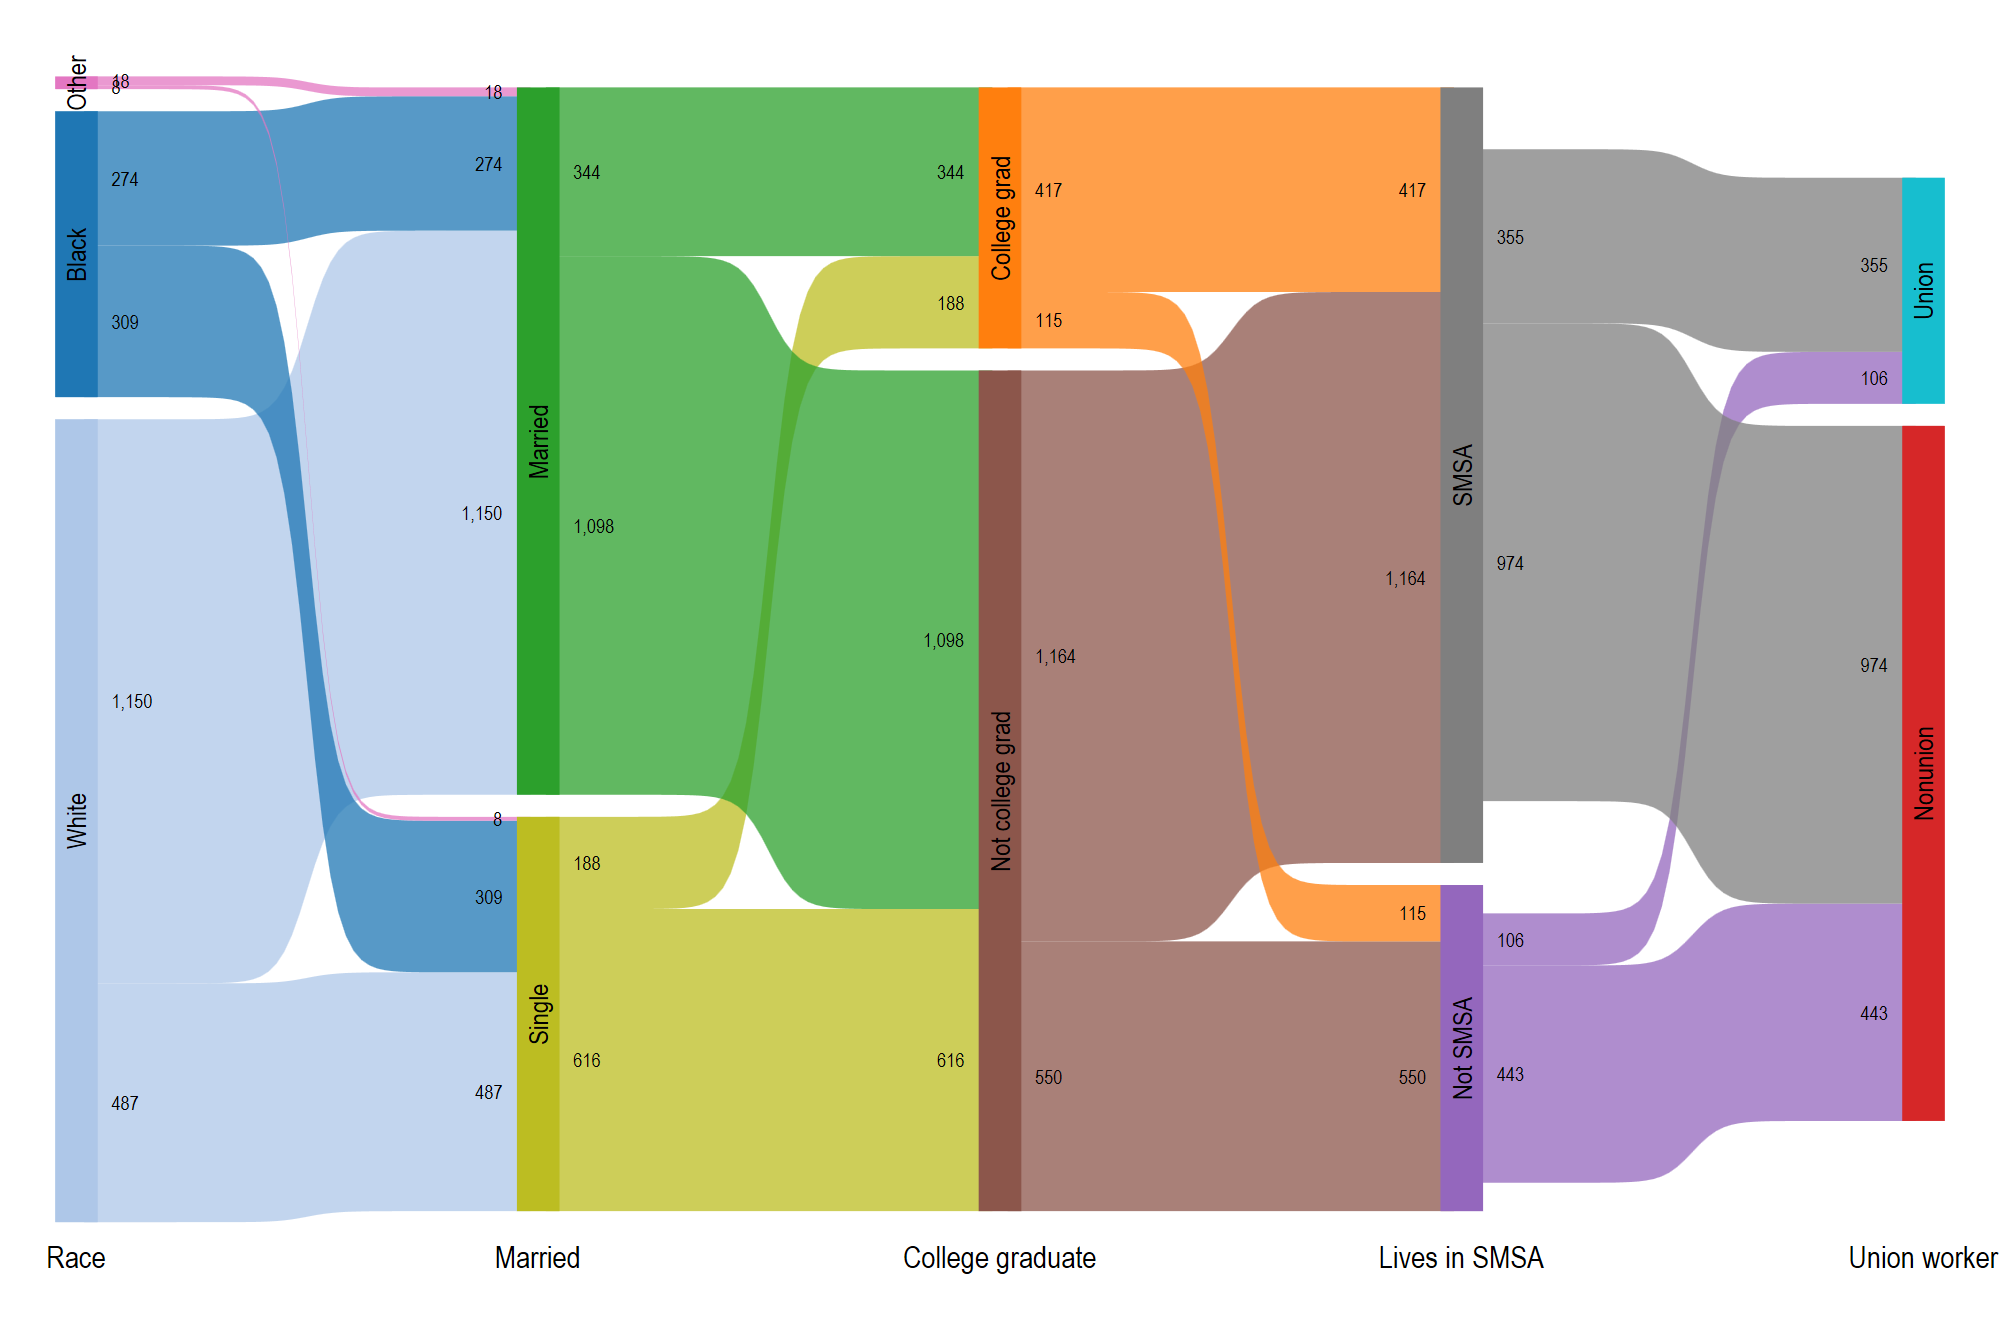 Other
18
8
Black
274
309
White
1,150
487
18
274
1,150
8
309
487
Married
344
1,098
Single
188
616
344
188
1,098
616
College grad
417
115
Not college grad
1,164
550
417
1,164
115
550
SMSA
355
974
Not SMSA
106
443
355
106
974
443
Union
Nonunion
Race
Married
College graduate
Lives in SMSA
Union worker